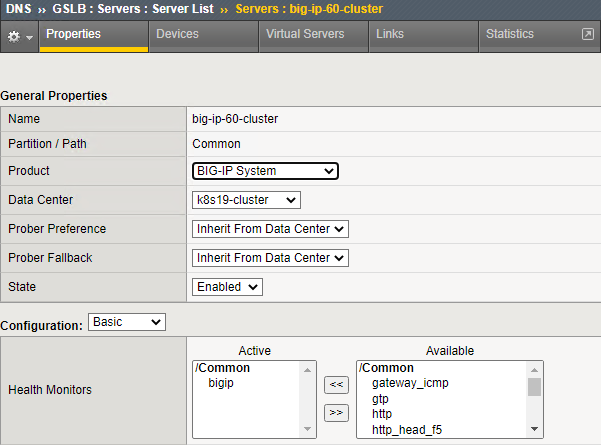 DNS ›› GSLB : Servers : Server List ›› Servers : big-ip-60-cluster
Properties Devices Virtual Servers Links Statistics
General Properties
Name big-ip-60-cluster
Partition / Path Common
Product BIG-IP System
Data Center k8s19-cluster
Prober Preference Inherit From Data Center
Prober Fallback Inherit From Data Center
State Enabled
Configuration: Basic
Active Available
/Common << /Common
bigip gateway_icmp
gtp
Health Monitors >> http
http_head_f5